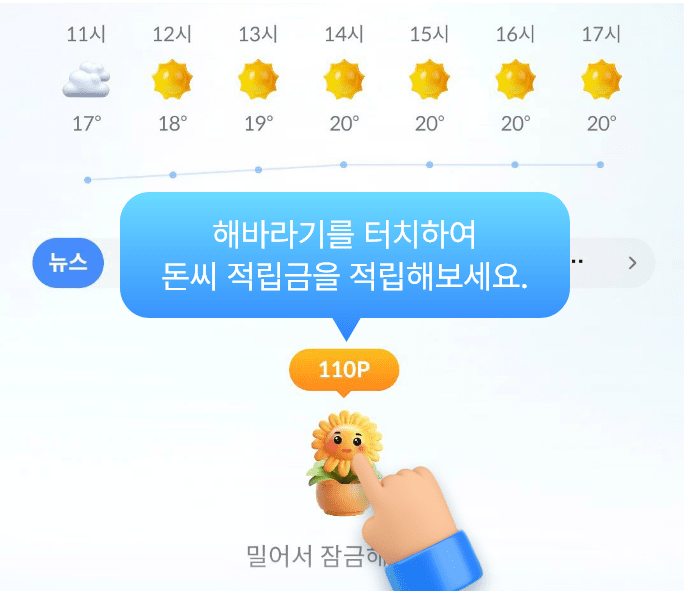 11시 12시 13시 14시 15시 16시 17시
17° 18° 19° 20° 20° 20° 20°
해바라기를 터치하여
돈씨 적립금을 적립해보세요.
뉴스 ..
110P
밀어서 잠금해